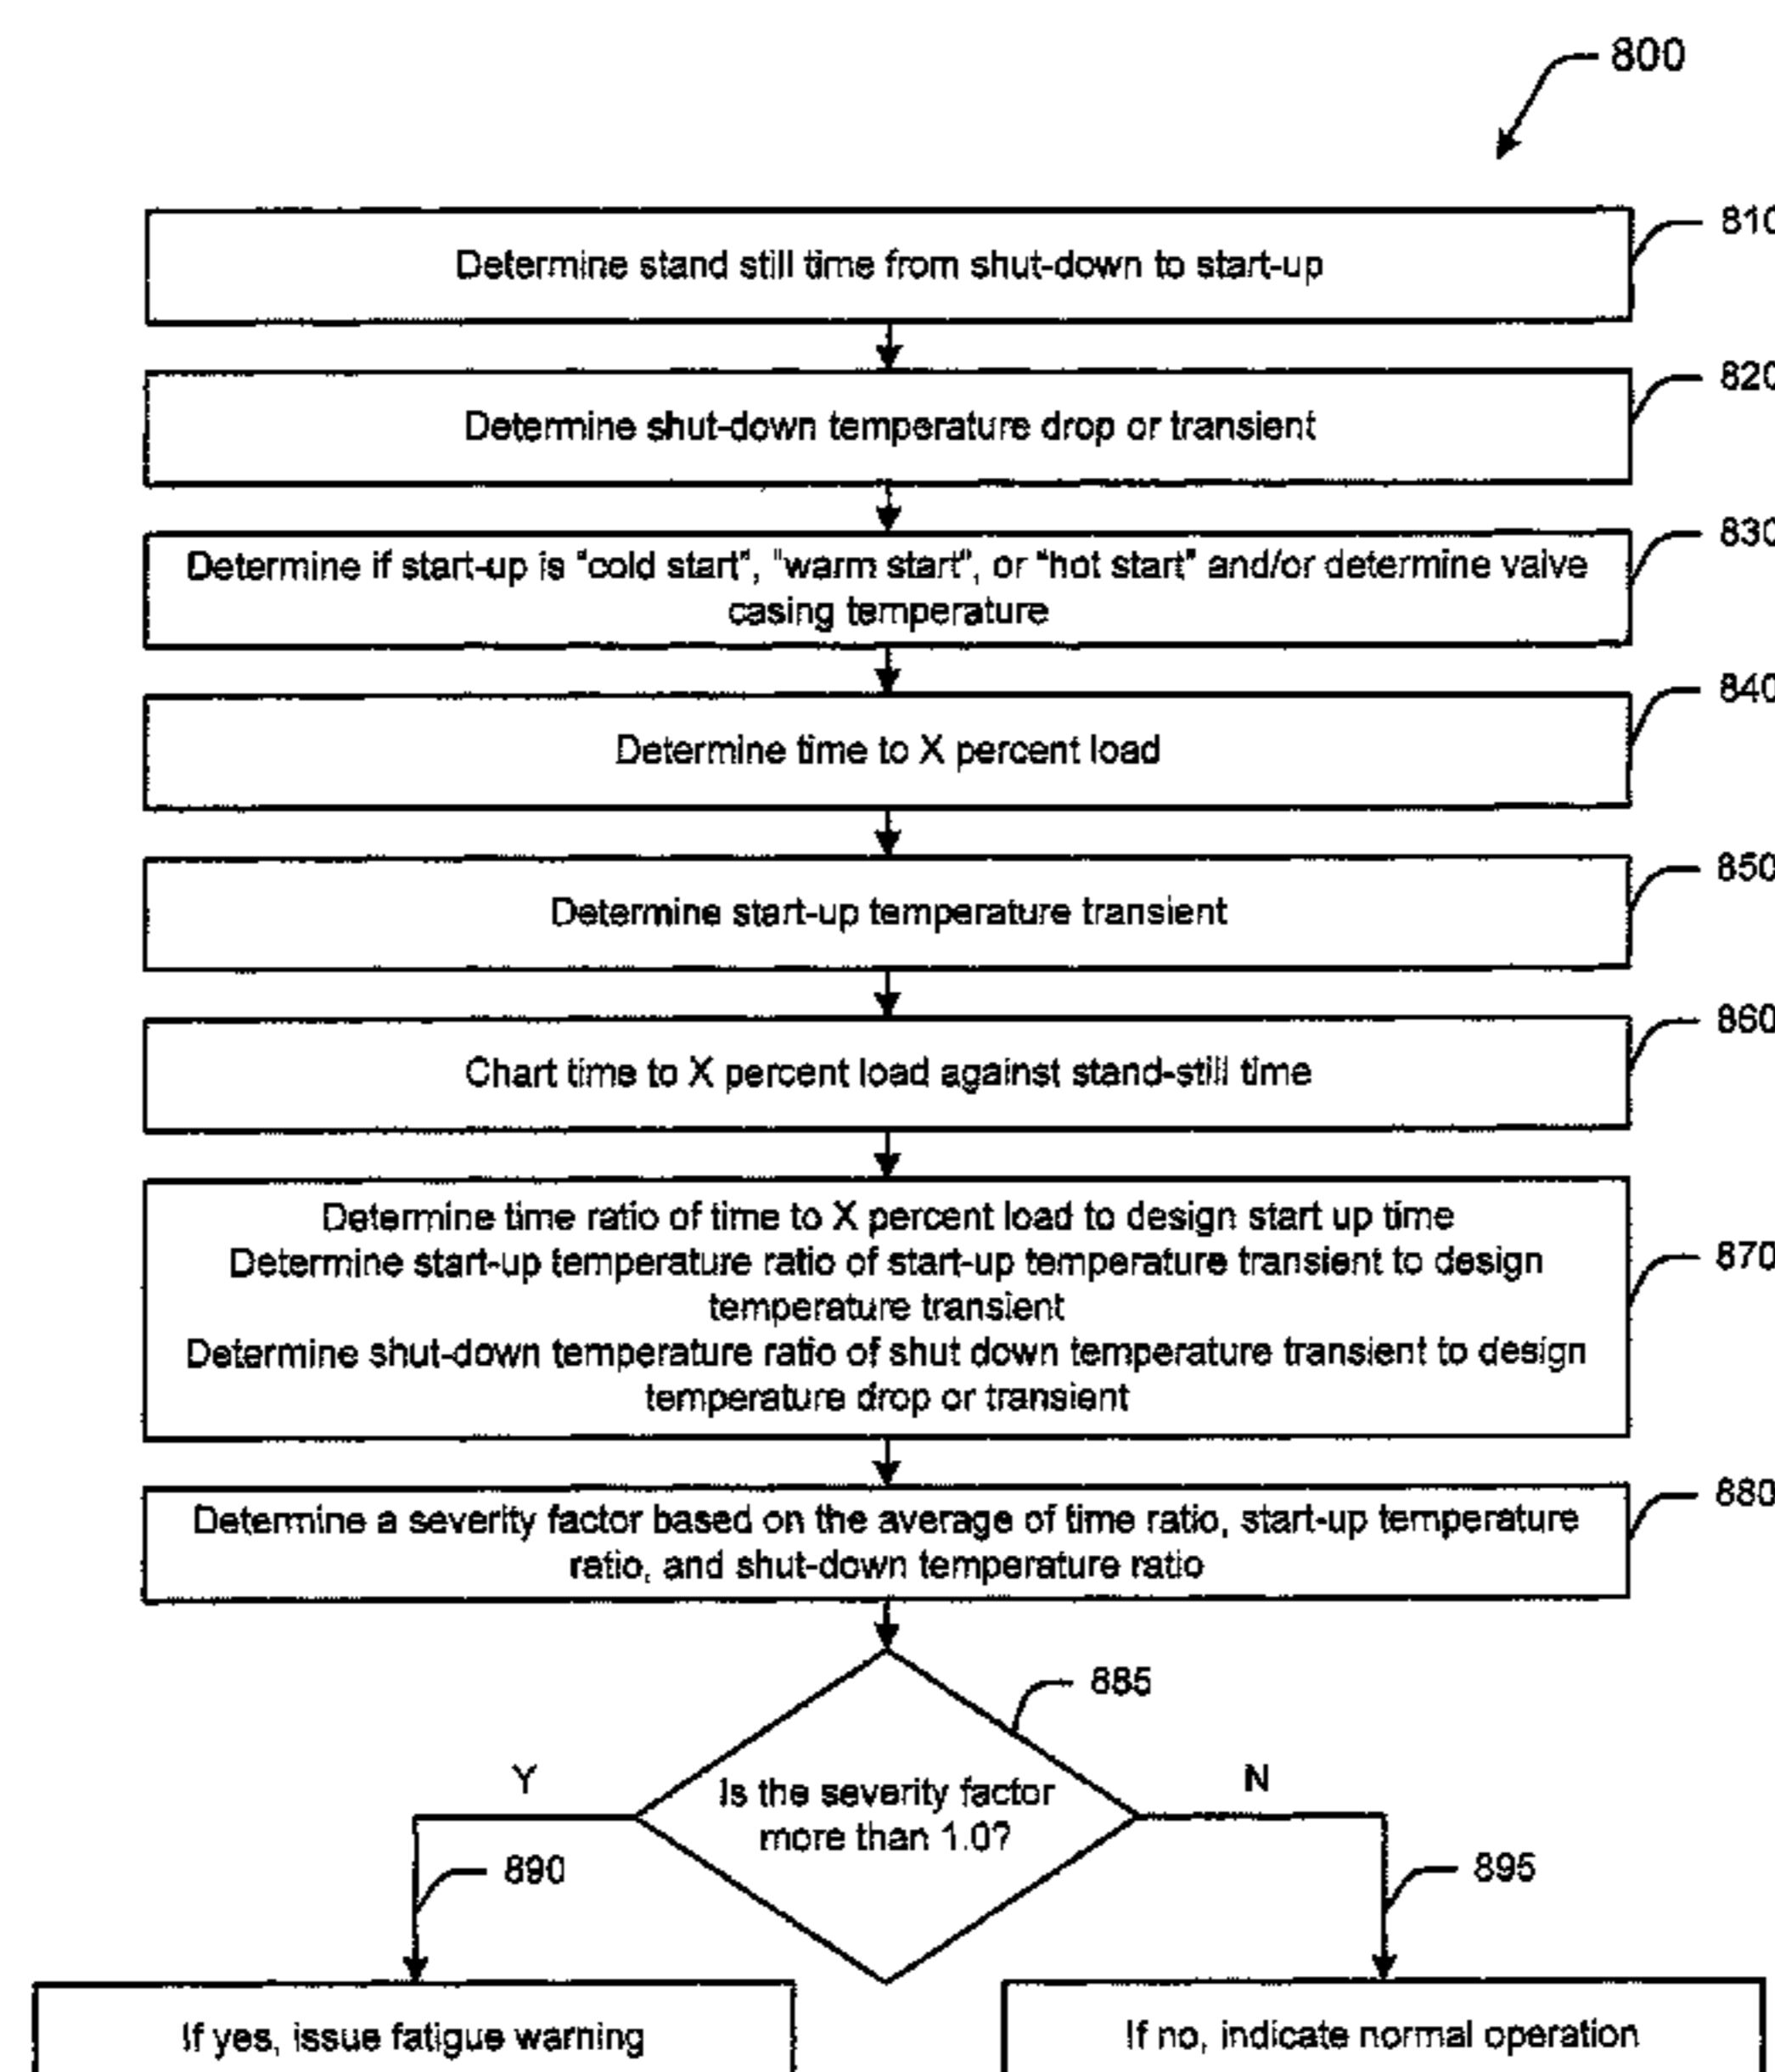 800
810
Determine stand still time from shut-down to start-up
820
Determine shut-down temperature drop or transient
830
Determine if start-up is "cold start", "warm start", or "hot start" and/or determine valve
casing temperature
840
Determine time to X percent load
850
Determine start-up temperature transient
860
Chart time to X percent load against stand-still time
Determine time ratio of time to X percent load to design start up time
Determine start-up temperature ratio of start-up temperature transient to design
870
temperature transient
Determine shut-down temperature ratio of shut down temperature transient to design
temperature drop or transient
880
Determine a severity factor based on the average of time ratio, start-up temperature
ratio, and shut-down temperature ratio
885
Y
N
Is the severity factor
more than 1.0?
890
895
If yes, issue fatigue warning
If no, indicate normal operation